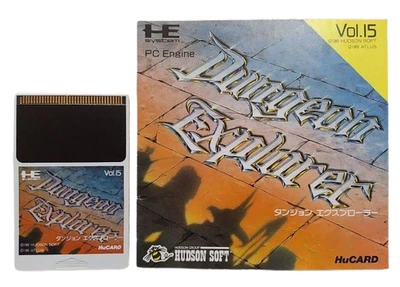 HE
system
PC Engine
Vol.15
©1989 HUDSON SOFT
©1989 ATLUS
Dungeon
Explorer
ダンジョン エクスプローラー
HUDSON GROUP
HUDSON SOFT
HuCARD
HE
Vol.15
Dungeon
Explorer
ダンジョン エクスプローラー
HuCARD